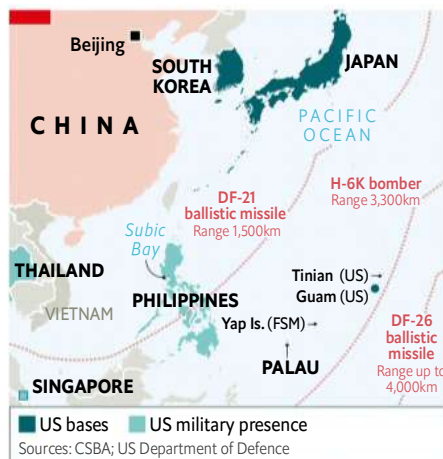 Beijing
SOUTH
KOREA
JAPAN
CHINA
PACIFIC
OCEAN
H-6K bomber
Range 3,300km
DF-21
ballistic missile
Range 1,500km
Subic
Bay
THAILAND
VIETNAM
PHILIPPINES
Tinian (US)
Guam (US)
Yap Is. (FSM)
PALAU
DF-26
ballistic
missile
Range up to
4,000km
SINGAPORE
US bases
US military presence
Sources: CSBA; US Department of Defence